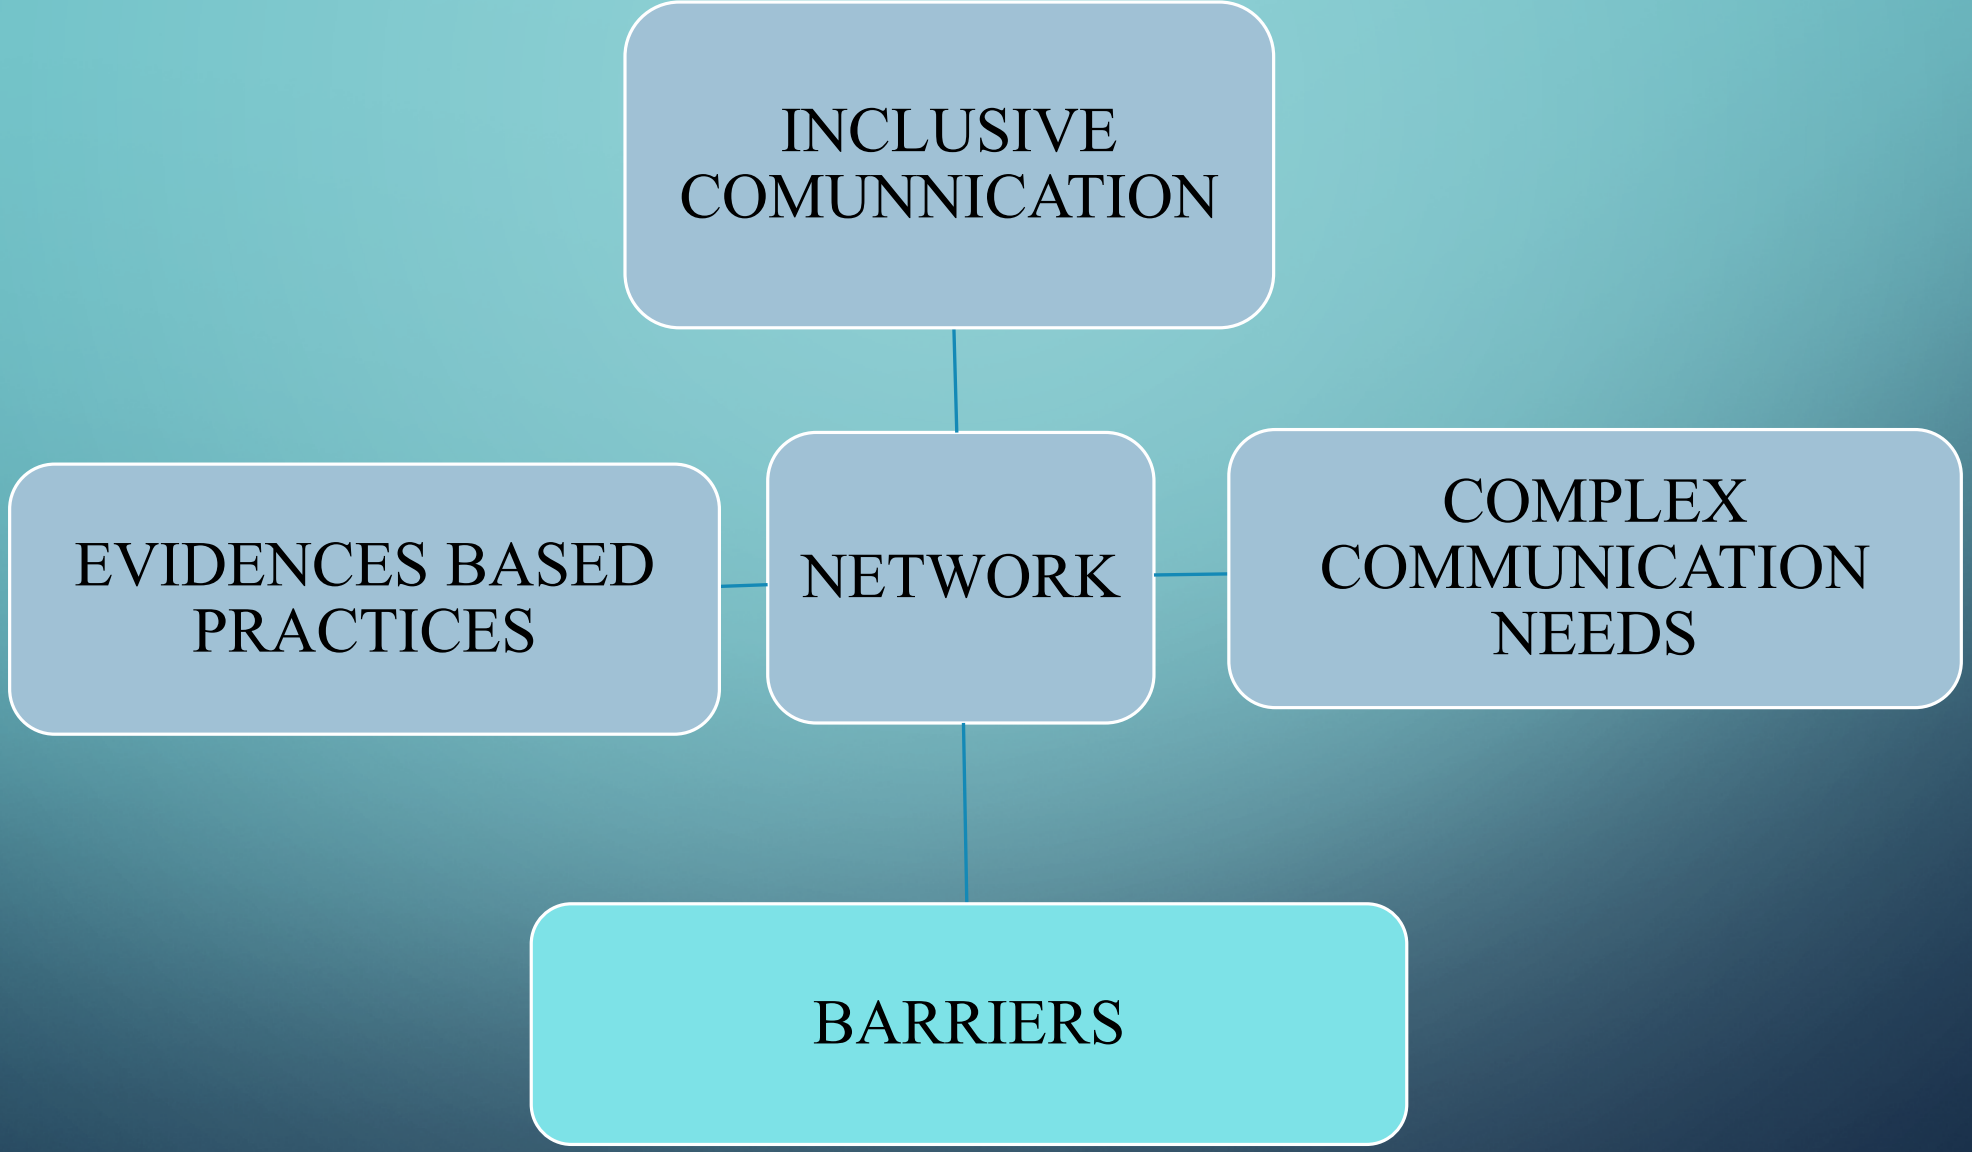 INCLUSIVE
COMUNNICATION
EVIDENCES BASED
PRACTICES
NETWORK
COMPLEX
COMMUNICATION
NEEDS
BARRIERS